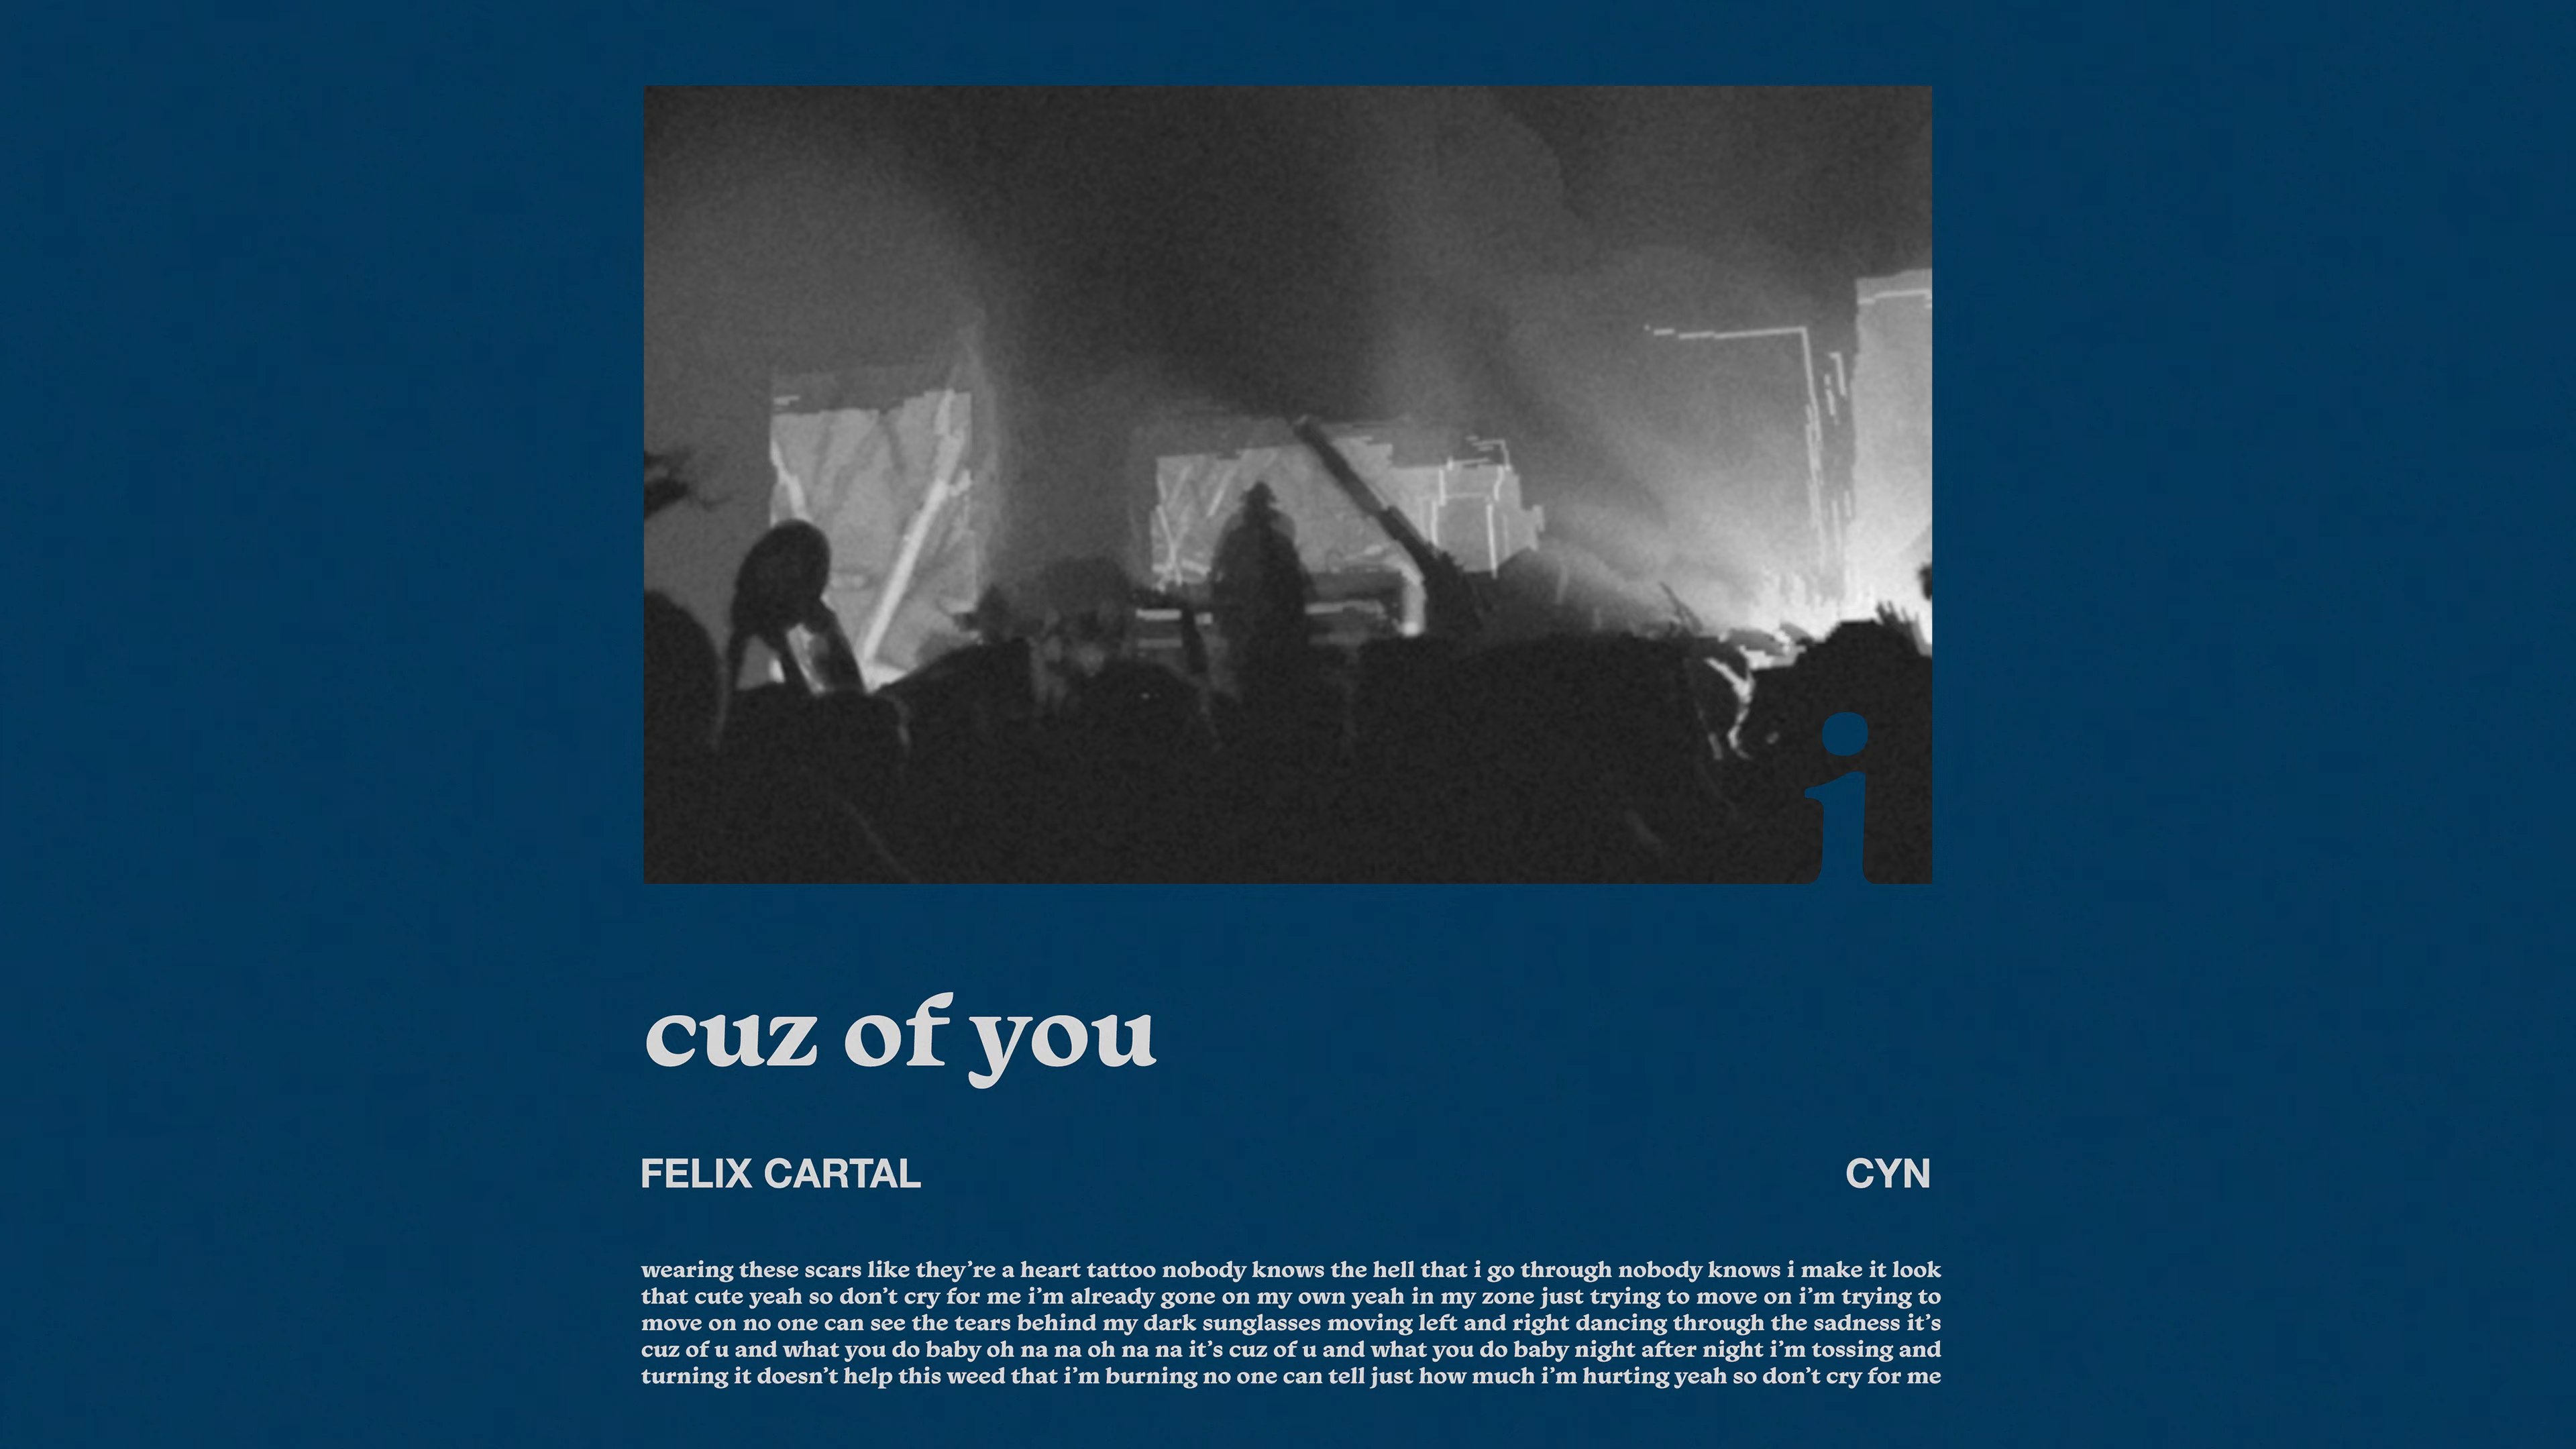 i
cuz of you
FELIX CARTAL
CYN
wearing these scars like they’re a heart tattoo nobody knows the hell that i go through nobody knows i make it look
that cute yeah so don’t cry for me i’m already gone on my own yeah in my zone just trying to move on i’m trying to
move on no one can see the tears behind my dark sunglasses moving left and right dancing through the sadness it’s
cuz of u and what you do baby oh na na oh na na it’s cuz of u and what you do baby night after night i’m tossing and
turning it doesn’t help this weed that i’m burning no one can tell just how much i’m hurting yeah so don’t cry for me